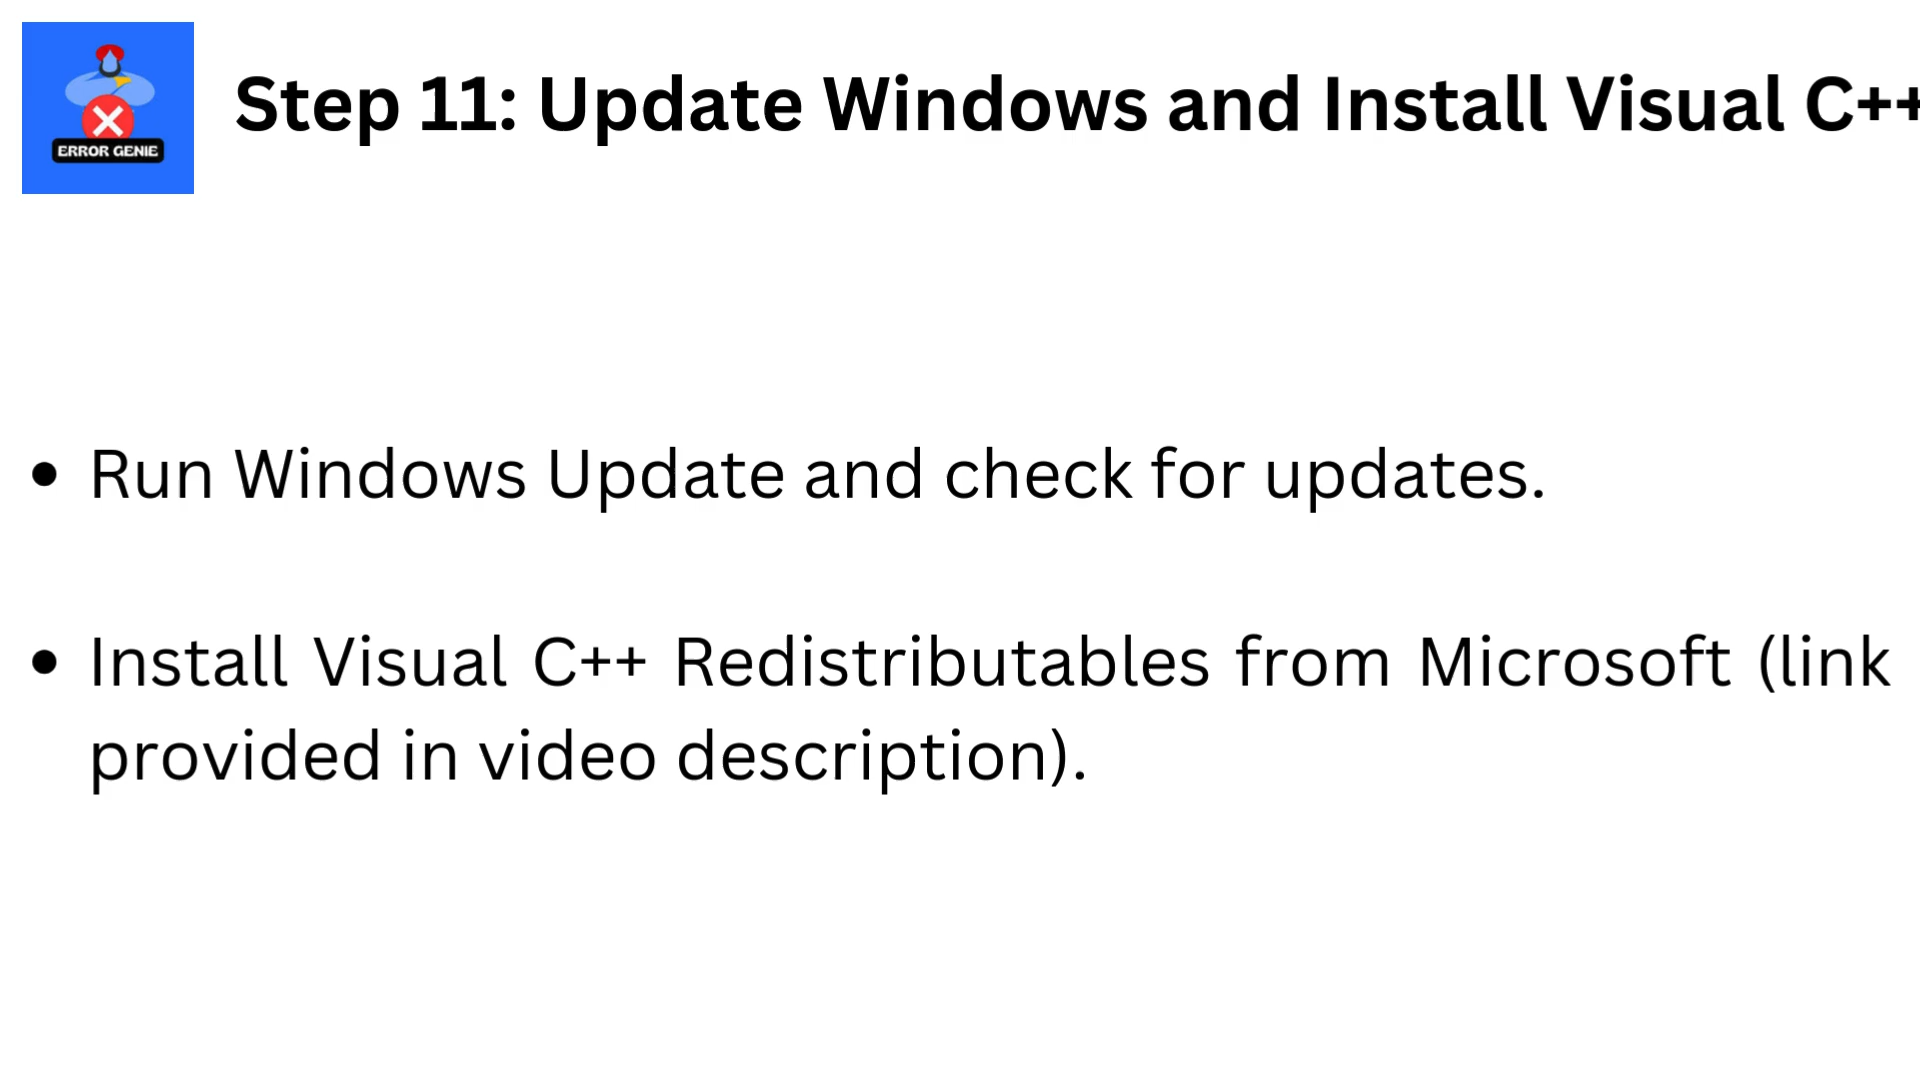 ERROR GENIE
Step 11: Update Windows and Install Visual C++
• Run Windows Update and check for updates.
• Install Visual C++ Redistributables from Microsoft (link
provided in video description).